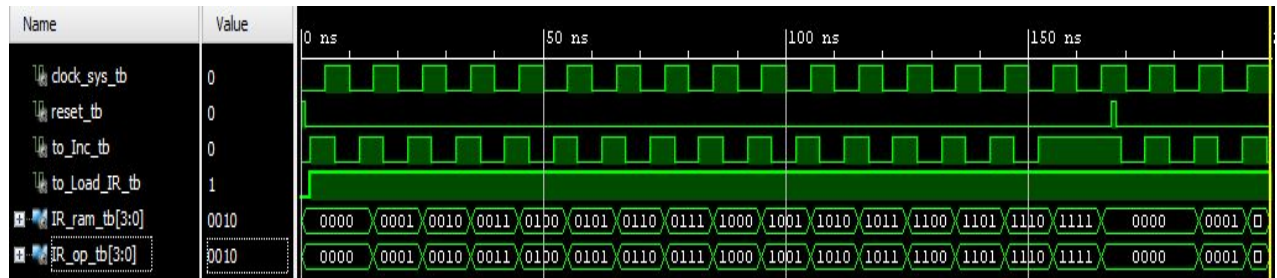 Name Value 0 ns 50 ns 100 ns 150 ns
clock_sys_tb 0
reset_tb 0
to_Inc_tb 0
to_Load_IR_tb 1
IR_ram_tb[3:0] 0010 0000 0001 0010 0011 0100 0101 0110 0111 1000 1001 1010 1011 1100 1101 1110 1111 0000 0001
IR_op_tb[3:0] 0010 0000 0001 0010 0011 0100 0101 0110 0111 1000 1001 1010 1011 1100 1101 1110 1111 0000 0001